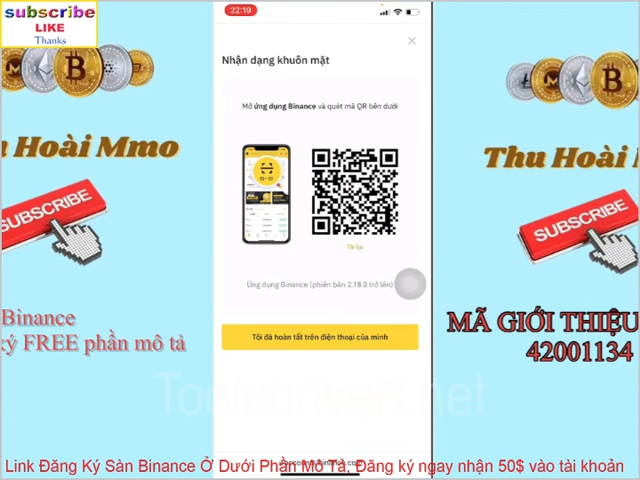 subscribe
LIKE
Thanks
22:19
Nhận dạng khuôn mặt
Mở ứng dụng Binance và quét mã QR bên dưới
Tải lại
Ứng dụng Binance (phiên bản 2.18.0 trở lên)
Tôi đã hoàn tất trên điện thoại của mình
Hoài Mmo
SUBSCRIBE
Binance
ký FREE phần mô tả
Thu Hoài
SUBSCRIBE
MÃ GIỚI THIỆU
42001134
Link Đăng Ký Sàn Binance Ở Dưới Phần Mô Tả, Đăng ký ngay nhận 50$ vào tài khoản